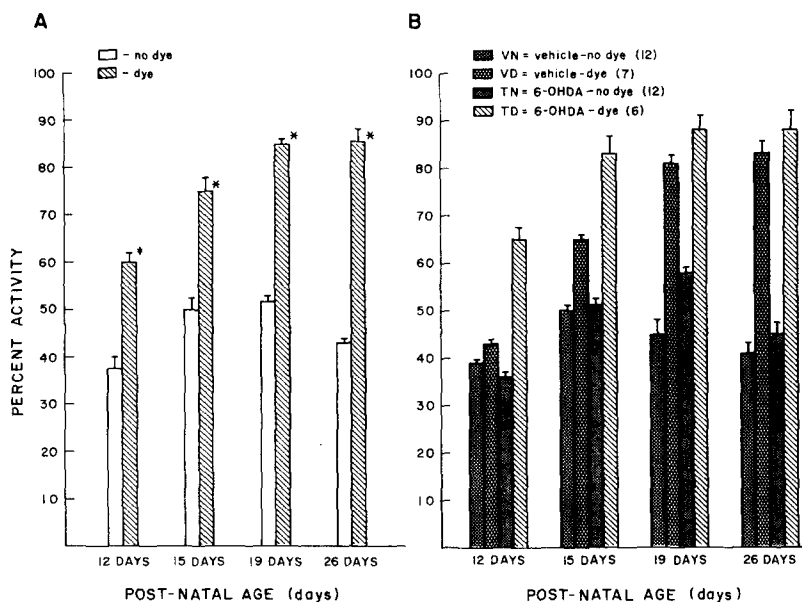 A
- no dye
- dye
100
90
80
70
60
50
40
30
20
10
PERCENT ACTIVITY
*
*
*
*
12 DAYS 15 DAYS 19 DAYS 26 DAYS
POST-NATAL AGE (days)
B
VN = vehicle-no dye (12)
VD = vehicle-dye (7)
TN = 6-OHDA-no dye (12)
TD = 6-OHDA-dye (6)
100
90
80
70
60
50
40
30
20
10
12 DAYS 15 DAYS 19 DAYS 26 DAYS
POST-NATAL AGE (days)